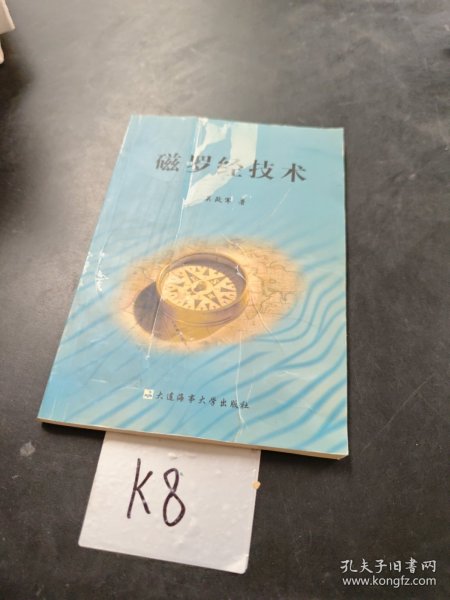 磁罗经技术
著
大连海事大学出版社
K8
孔夫子旧书网
www.kongfz.com